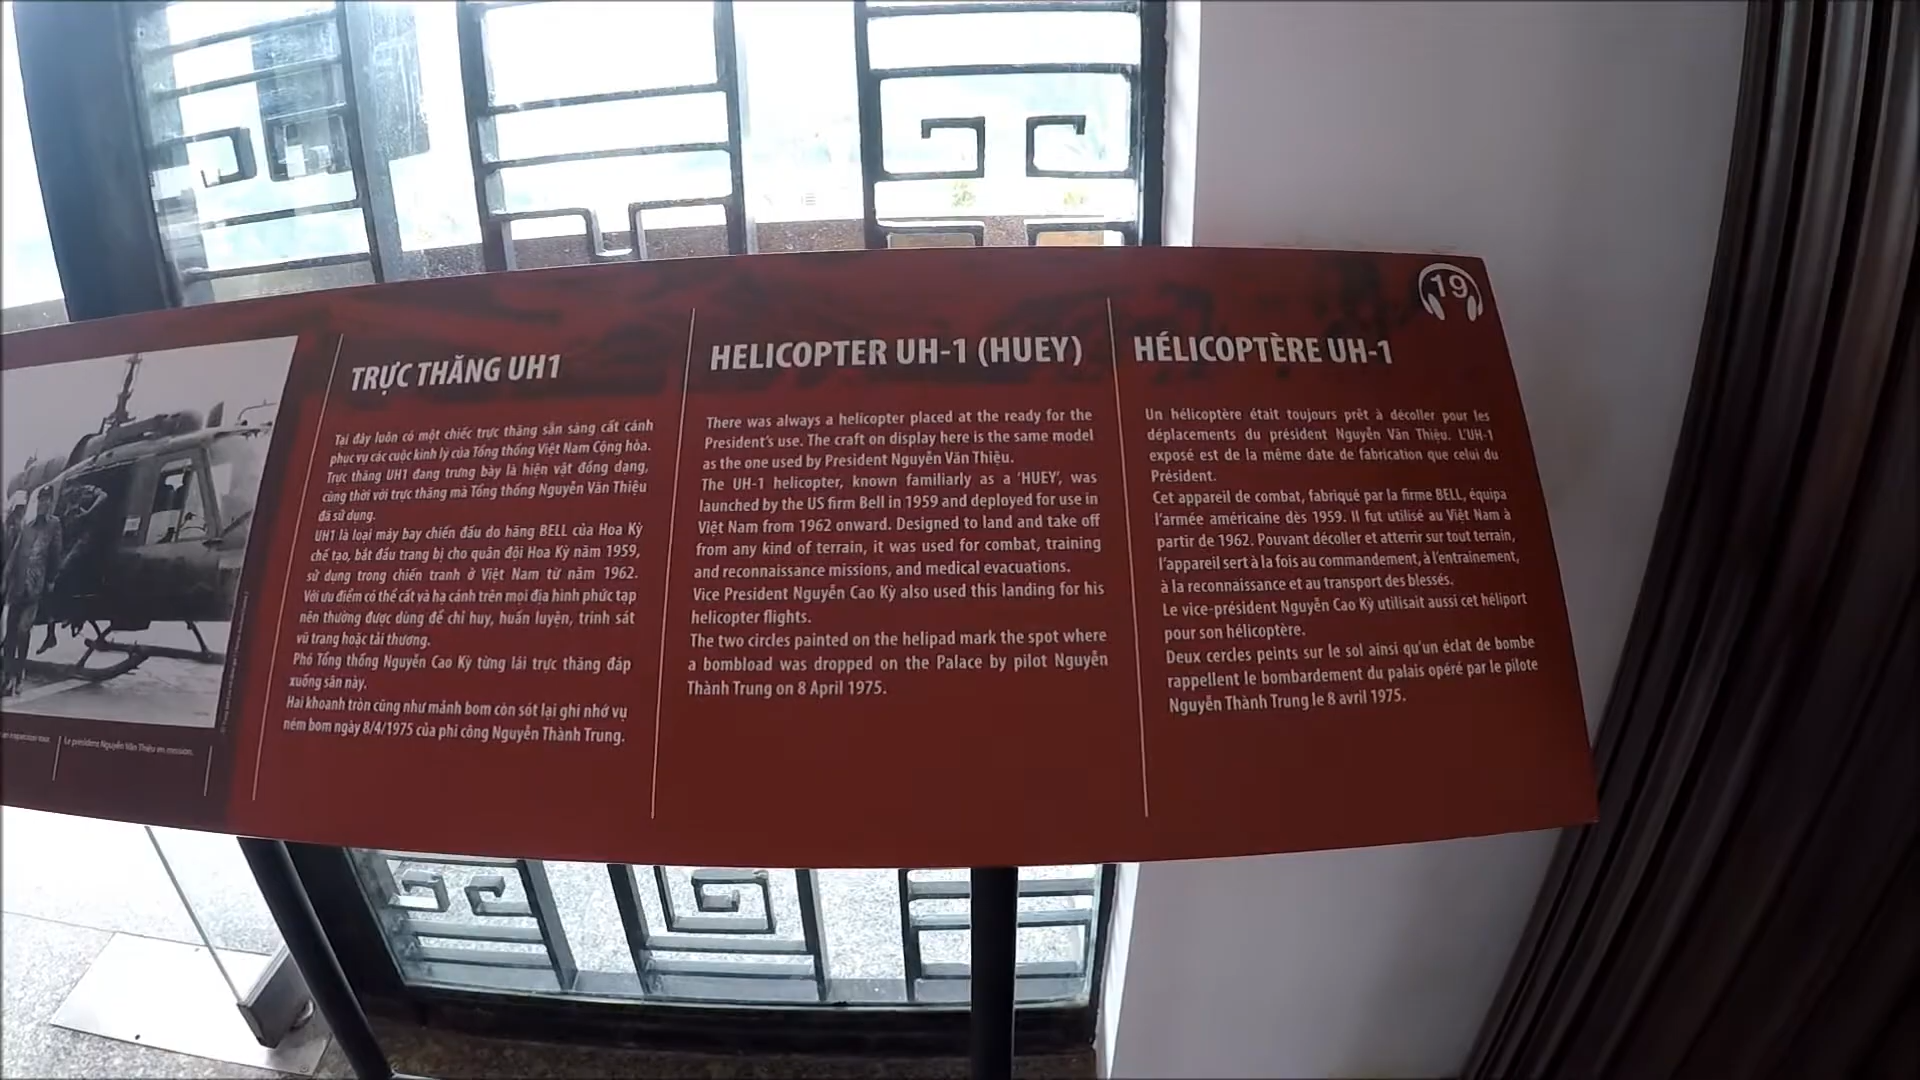 19
TRỰC THĂNG UH1
Tại đây luôn có một chiếc trực thăng sẵn sàng cất cánh
phục vụ các cuộc kinh lý của Tổng thống Việt Nam Cộng hòa.
Trực thăng UH1 đang trưng bày là hiện vật đồng dạng,
cùng thời với trực thăng mà Tổng thống Nguyễn Văn Thiệu
đã sử dụng.
UH1 là loại máy bay chiến đấu do hãng BELL của Hoa Kỳ
chế tạo, bắt đầu trang bị cho quân đội Hoa Kỳ năm 1959,
sử dụng trong chiến tranh ở Việt Nam từ năm 1962.
Với ưu điểm có thể cất và hạ cánh trên mọi địa hình phức tạp
nên thường được dùng để chỉ huy, huấn luyện, trinh sát
vũ trang hoặc tải thương.
Phó Tổng thống Nguyễn Cao Kỳ từng lái trực thăng đáp
xuống sân này.
Hai khoanh tròn cũng như mảnh bom còn sót lại ghi nhớ vụ
ném bom ngày 8/4/1975 của phi công Nguyễn Thành Trung.
HELICOPTER UH-1 (HUEY)
There was always a helicopter placed at the ready for the
President's use. The craft on display here is the same model
as the one used by President Nguyễn Văn Thiệu.
The UH-1 helicopter, known familiarly as a 'HUEY', was
launched by the US firm Bell in 1959 and deployed for use in
Việt Nam from 1962 onward. Designed to land and take off
from any kind of terrain, it was used for combat, training
and reconnaissance missions, and medical evacuations.
Vice President Nguyễn Cao Kỳ also used this landing for his
helicopter flights.
The two circles painted on the helipad mark the spot where
a bombload was dropped on the Palace by pilot Nguyễn
Thành Trung on 8 April 1975.
HÉLICOPTÈRE UH-1
Un hélicoptère était toujours prêt à décoller pour les
déplacements du président Nguyễn Văn Thiệu. L'UH-1
exposé est de la même date de fabrication que celui du
Président.
Cet appareil de combat, fabriqué par la firme BELL, équipa
l'armée américaine dès 1959. Il fut utilisé au Việt Nam à
partir de 1962. Pouvant décoller et atterrir sur tout terrain,
l'appareil sert à la fois au commandement, à l'entrainement,
à la reconnaissance et au transport des blessés.
Le vice-président Nguyễn Cao Kỳ utilisait aussi cet héliport
pour son hélicoptère.
Deux cercles peints sur le sol ainsi qu'un éclat de bombe
rappellent le bombardement du palais opéré par le pilote
Nguyễn Thành Trung le 8 avril 1975.
an inspection tour.
Le président Nguyễn Văn Thiệu en mission.